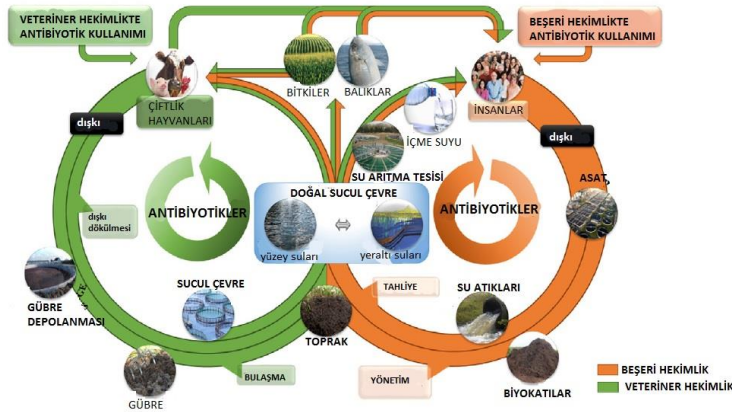 VETERİNER HEKİMLİKTE
ANTİBİYOTİK KULLANIMI
BEŞERİ HEKİMLİKTE
ANTİBİYOTİK KULLANIMI
BİTKİLER
BALIKLAR
ÇİFTLİK
HAYVANLARI
İNSANLAR
dışkı
dışkı
İÇME SUYU
SU ARITMA TESİSİ
ASAT
DOĞAL SUCUL ÇEVRE
yüzey suları
yeraltı suları
ANTİBİYOTİKLER
ANTİBİYOTİKLER
dışkı
dökülmesi
GÜBRE
DEPOLANMASI
SUCUL ÇEVRE
TAHLİYE
SU ATIKLARI
TOPRAK
BULAŞMA
YÖNETİM
BİYOKATILAR
GÜBRE
BEŞERİ HEKİMLİK
VETERİNER HEKİMLİK